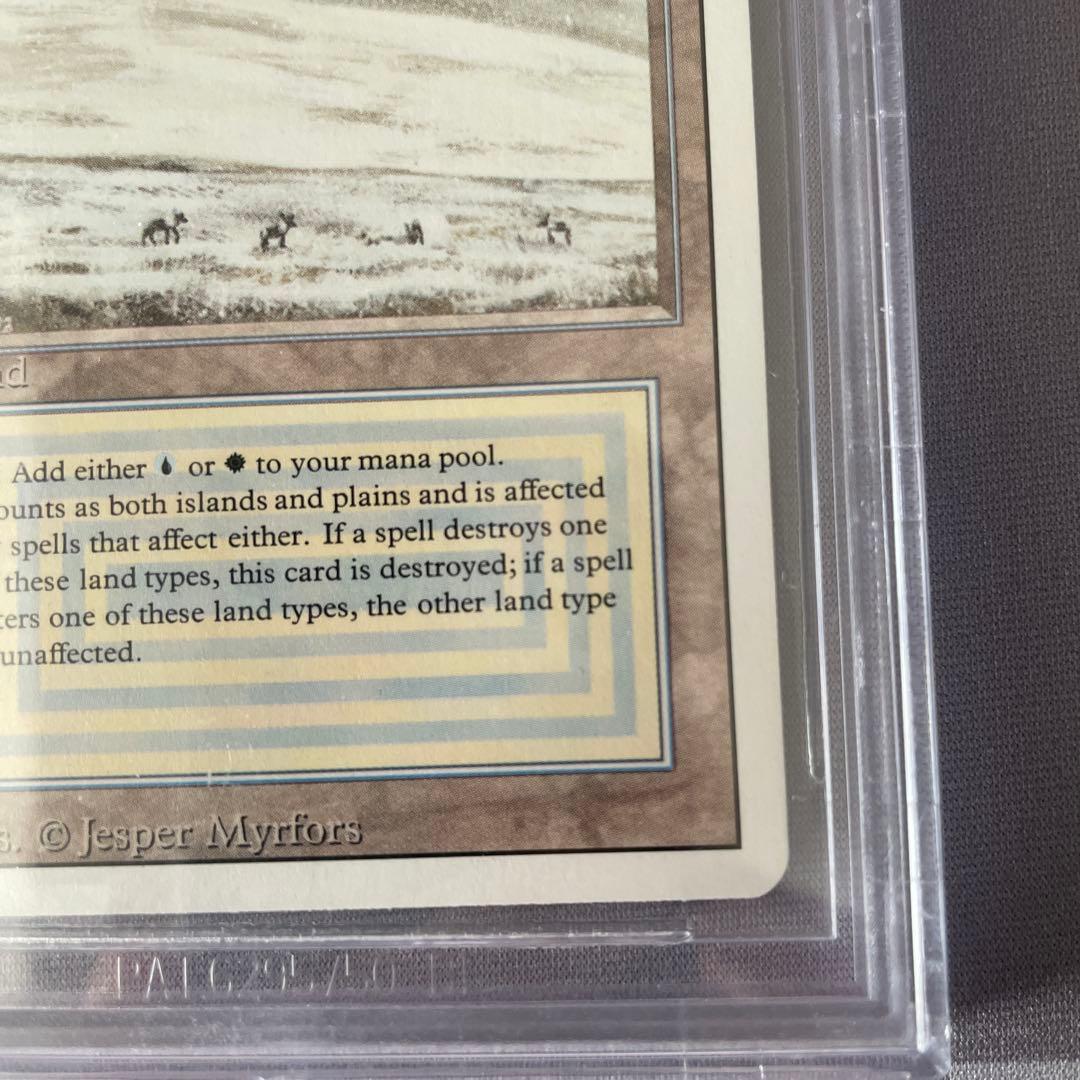 nd
Add either or to your mana pool.
ounts as both islands and plains and is affected
spells that affect either. If a spell destroys one
these land types, this card is destroyed; if a spell
ters one of these land types, the other land type
unaffected.
s. © Jesper Myrfors